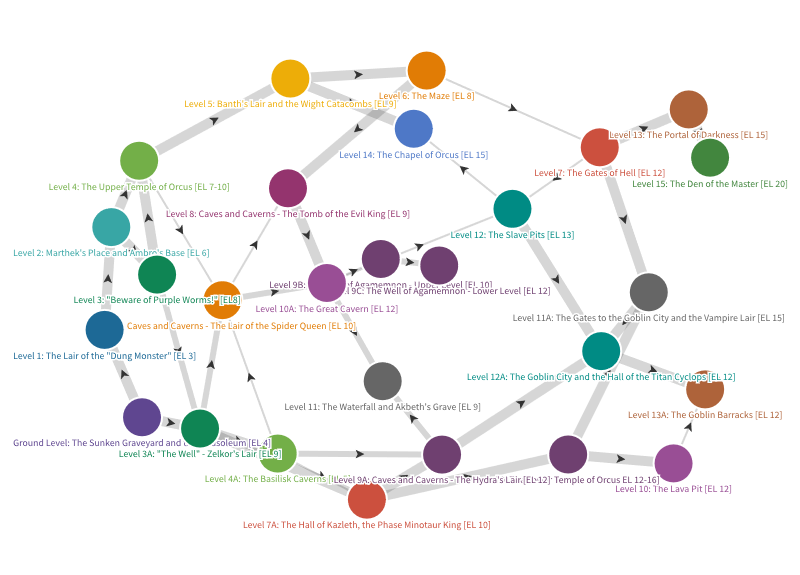 Level 5: Banth's Lair and the Wight Catacombs [EL 9]
Level 6: The Maze [EL 8]
Level 13: The Portal of Darkness [EL 15]
Level 14: The Chapel of Orcus [EL 15]
Level 7: The Gates of Hell [EL 12]
Level 15: The Den of the Master [EL 20]
Level 4: The Upper Temple of Orcus [EL 7-10]
Level 8: Caves and Caverns - The Tomb of the Evil King [EL 9]
Level 12: The Slave Pits [EL 13]
Level 2: Marthek's Place and Ambro's Base [EL 6]
Level 9B: of Agamemnon - Upper Level [EL 10]
9C: The Well of Agamemnon - Lower Level [EL 12]
Level 3: "Beware of Purple Worms!" [EL8]
Level 10A: The Great Cavern [EL 12]
Level 11A: The Gates to the Goblin City and the Vampire Lair [EL 15]
Caves and Caverns - The Lair of the Spider Queen [EL 10]
Level 1: The Lair of the "Dung Monster" [EL 3]
Level 12A: The Goblin City and the Hall of the Titan Cyclops [EL 12]
Level 11: The Waterfall and Akbeth's Grave [EL 9]
Level 13A: The Goblin Barracks [EL 12]
Ground Level: The Sunken Graveyard and [EL 4]
Level 3A: "The Well" - Zelkor's Lair [EL 9]
Level 4A: The Basilisk Caverns
Level 9A: Caves and Caverns - The Hydra's Lair [EL 12]
Temple of Orcus EL 12-16]
Level 10: The Lava Pit [EL 12]
Level 7A: The Hall of Kazleth, the Phase Minotaur King [EL 10]